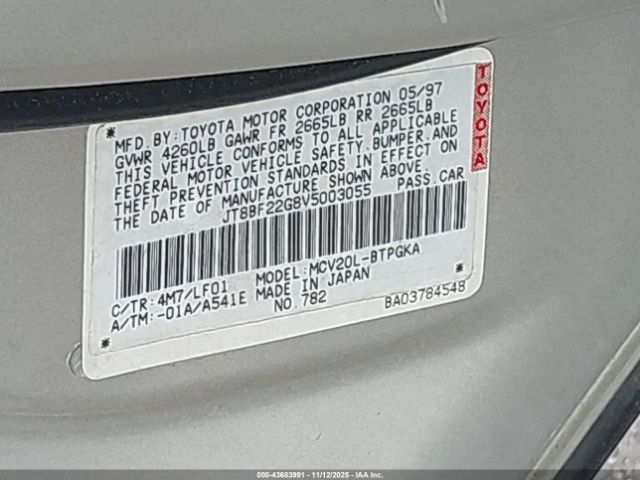 MFD.BY:TOYOTA MOTOR CORPORATION 05/97
GVWR 4260LB GAWR FR 2665LB RR 2665LB
THIS VEHICLE CONFORMS TO ALL APPLICABLE
FEDERAL MOTOR VEHICLE SAFETY,BUMPER,AND
THEFT PREVENTION STANDARDS IN EFFECT ON
THE DATE OF MANUFACTURE SHOWN ABOVE.
JT8BF22G8V5003055 PASS.CAR
C/TR:4M7/LF01 MODEL:MCV20L-BTPGKA
A/TM:-01A/A541E MADE IN JAPAN
NO.782 BA03784548
TOYOTA
000-43683991 - 11/12/2025 - IAAI.COM